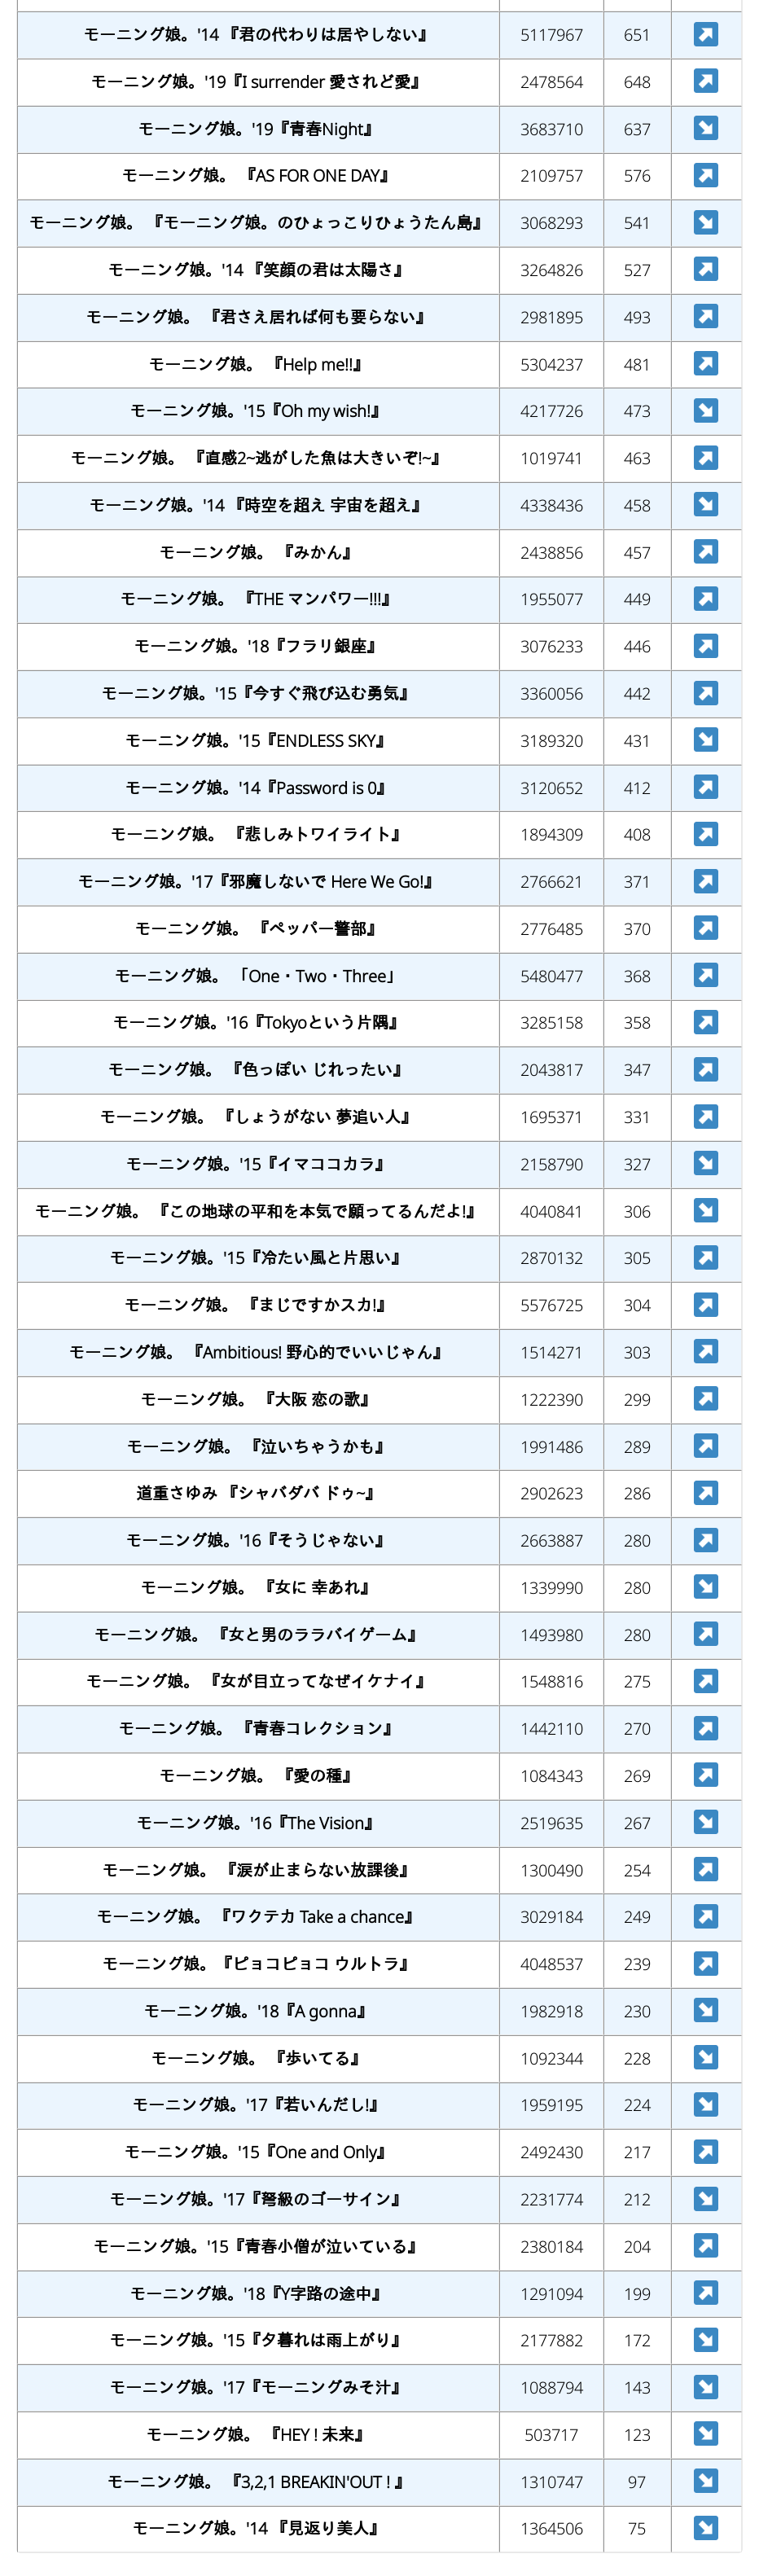 モーニング娘。'14 『君の代わりは居やしない』 5117967 651 ↗
モーニング娘。'19『I surrender 愛されど愛』 2478564 648 ↗
モーニング娘。'19『青春Night』 3683710 637 ↘
モーニング娘。 『AS FOR ONE DAY』 2109757 576 ↗
モーニング娘。 『モーニング娘。のひょっこりひょうたん島』 3068293 541 ↘
モーニング娘。'14 『笑顔の君は太陽さ』 3264826 527 ↗
モーニング娘。 『君さえ居れば何も要らない』 2981895 493 ↗
モーニング娘。 『Help me!!』 5304237 481 ↗
モーニング娘。'15『Oh my wish!』 4217726 473 ↘
モーニング娘。 『直感2~逃がした魚は大きいぞ!~』 1019741 463 ↗
モーニング娘。'14 『時空を超え 宇宙を超え』 4338436 458 ↘
モーニング娘。 『みかん』 2438856 457 ↗
モーニング娘。 『THE マンパワー!!!』 1955077 449 ↗
モーニング娘。'18『フラリ銀座』 3076233 446 ↗
モーニング娘。'15『今すぐ飛び込む勇気』 3360056 442 ↗
モーニング娘。'15『ENDLESS SKY』 3189320 431 ↘
モーニング娘。'14『Password is 0』 3120652 412 ↗
モーニング娘。 『悲しみトワイライト』 1894309 408 ↗
モーニング娘。'17『邪魔しないで Here We Go!』 2766621 371 ↗
モーニング娘。 『ペッパー警部』 2776485 370 ↗
モーニング娘。 「One・Two・Three」 5480477 368 ↗
モーニング娘。'16『Tokyoという片隅』 3285158 358 ↗
モーニング娘。 『色っぽい じれったい』 2043817 347 ↗
モーニング娘。 『しょうがない 夢追い人』 1695371 331 ↗
モーニング娘。'15『イマココカラ』 2158790 327 ↘
モーニング娘。 『この地球の平和を本気で願ってるんだよ!』 4040841 306 ↘
モーニング娘。'15『冷たい風と片思い』 2870132 305 ↗
モーニング娘。 『まじですかスカ!』 5576725 304 ↗
モーニング娘。 『Ambitious! 野心的でいいじゃん』 1514271 303 ↗
モーニング娘。 『大阪 恋の歌』 1222390 299 ↗
モーニング娘。 『泣いちゃうかも』 1991486 289 ↗
道重さゆみ 『シャバダバ ドゥ~』 2902623 286 ↗
モーニング娘。'16『そうじゃない』 2663887 280 ↗
モーニング娘。 『女に 幸あれ』 1339990 280 ↘
モーニング娘。 『女と男のララバイゲーム』 1493980 280 ↗
モーニング娘。 『女が目立ってなぜイケナイ』 1548816 275 ↗
モーニング娘。 『青春コレクション』 1442110 270 ↗
モーニング娘。 『愛の種』 1084343 269 ↗
モーニング娘。'16『The Vision』 2519635 267 ↘
モーニング娘。 『涙が止まらない放課後』 1300490 254 ↗
モーニング娘。 『ワクテカ Take a chance』 3029184 249 ↗
モーニング娘。『ピョコピョコ ウルトラ』 4048537 239 ↗
モーニング娘。'18『A gonna』 1982918 230 ↘
モーニング娘。 『歩いてる』 1092344 228 ↘
モーニング娘。'17『若いんだし!』 1959195 224 ↘
モーニング娘。'15『One and Only』 2492430 217 ↗
モーニング娘。'17『弩級のゴーサイン』 2231774 212 ↘
モーニング娘。'15『青春小僧が泣いている』 2380184 204 ↗
モーニング娘。'18『Y字路の途中』 1291094 199 ↗
モーニング娘。'15『夕暮れは雨上がり』 2177882 172 ↘
モーニング娘。'17『モーニングみそ汁』 1088794 143 ↘
モーニング娘。 『HEY ! 未来』 503717 123 ↘
モーニング娘。 『3,2,1 BREAKIN'OUT ! 』 1310747 97 ↘
モーニング娘。'14 『見返り美人』 1364506 75 ↘